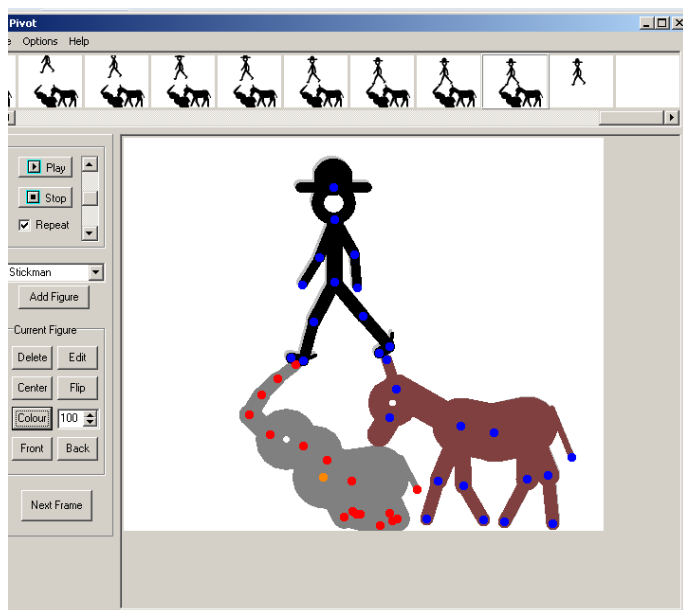 Pivot
Options Help
Play
Stop
Repeat
Stickman
Add Figure
Current Figure
Delete Edit
Center Flip
Colour 100
Front Back
Next Frame